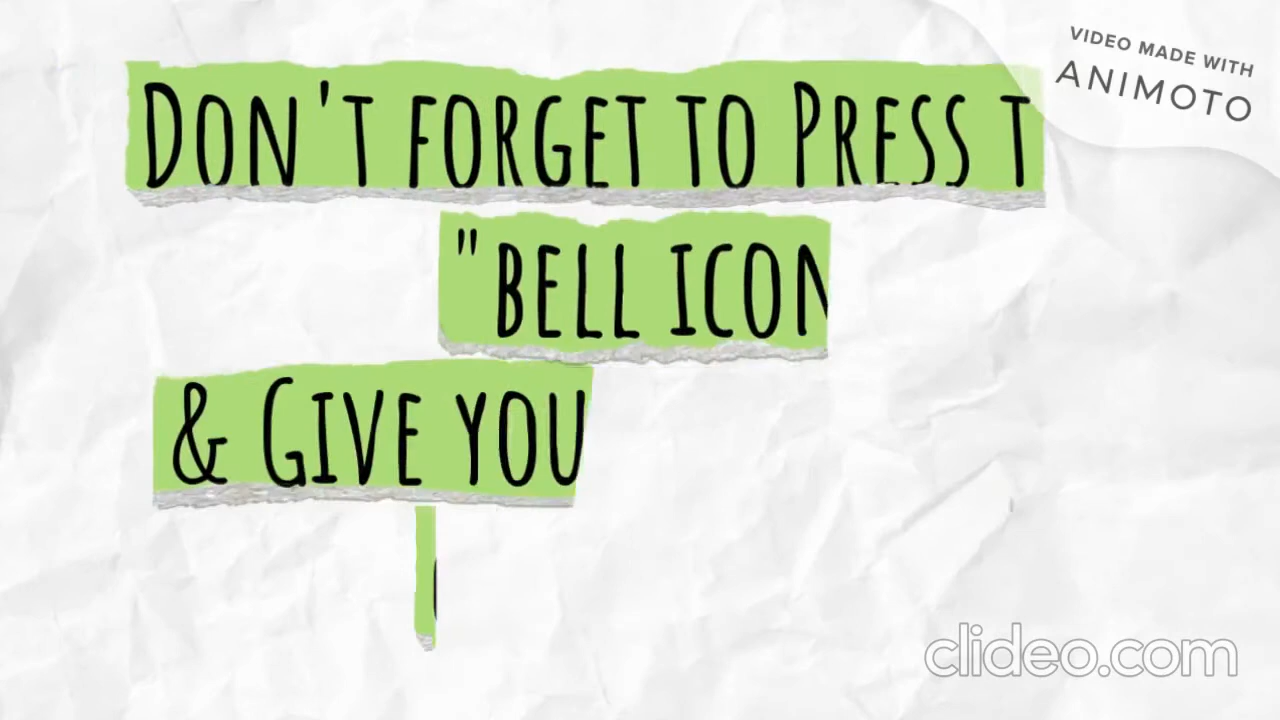 VIDEO MADE WITH
ANIMOTO
DON'T FORGET TO PRESS T
"BELL ICON
& GIVE YOU
clideo.com